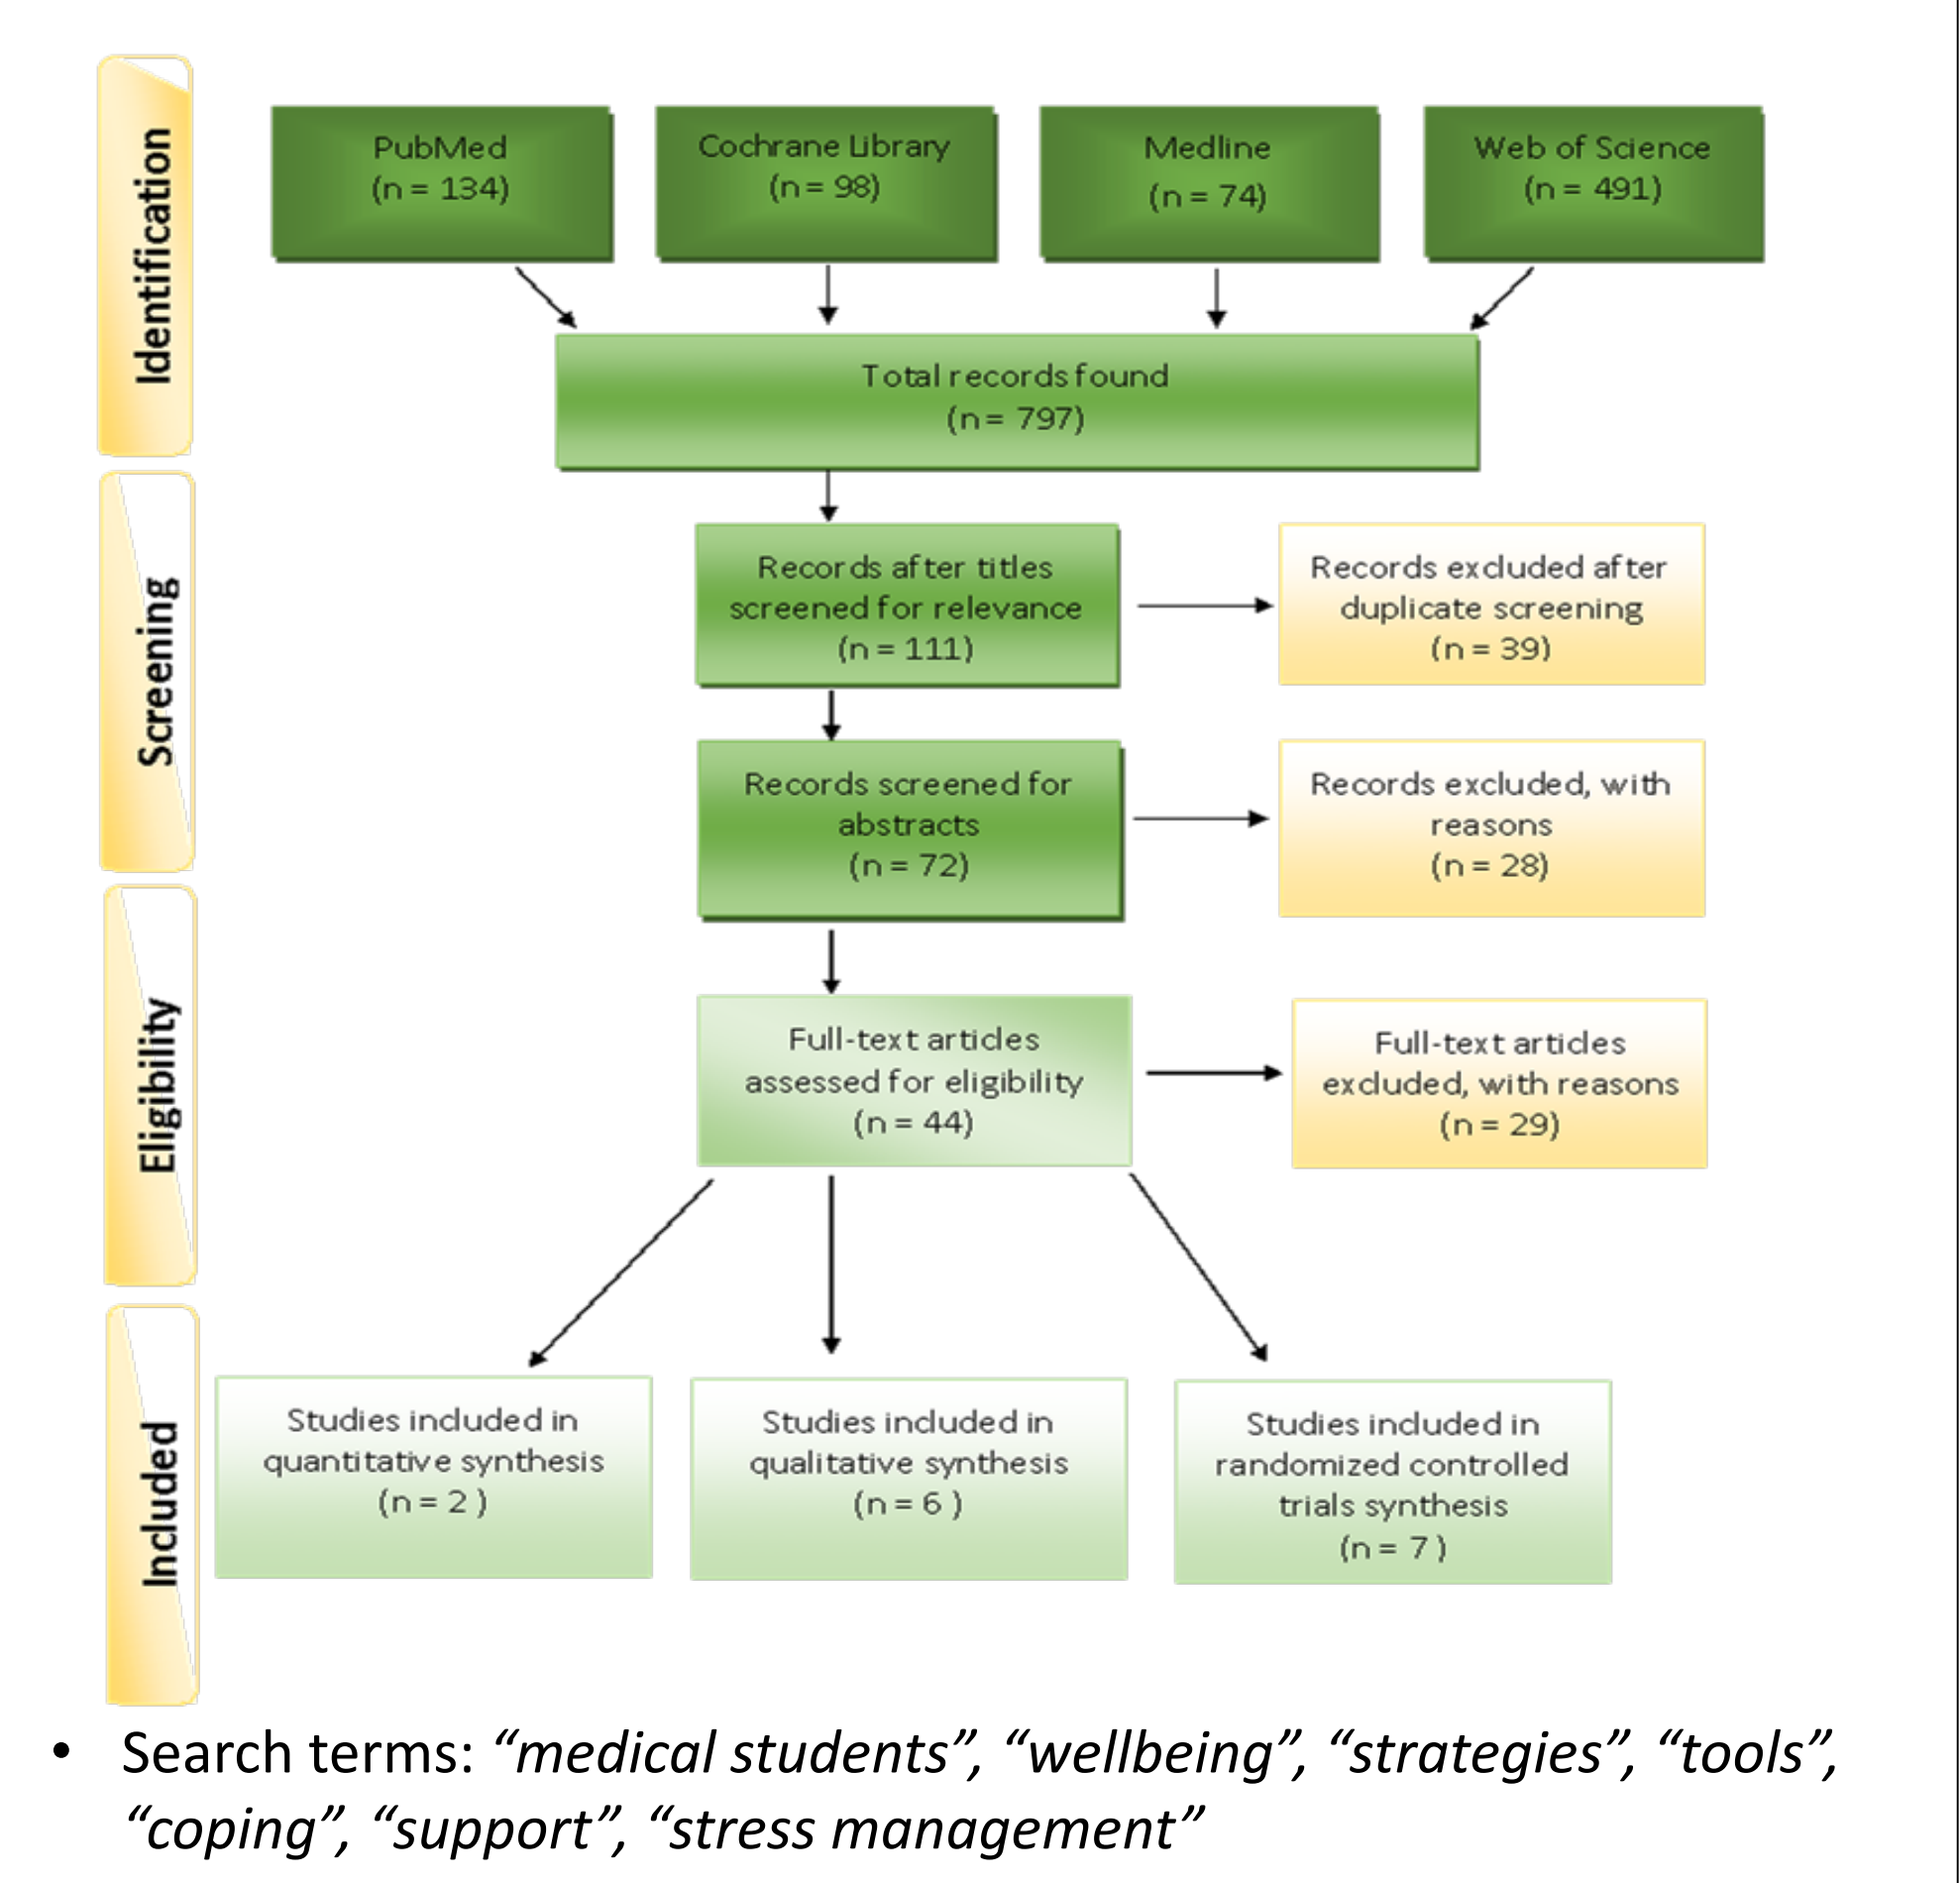 Identification
PubMed
(n = 134)
Cochrane Library
(n = 98)
Medline
(n = 74)
Web of Science
(n = 491)
Total records found
(n = 797)
Screening
Records after titles
screened for relevance
(n = 111)
Records excluded after
duplicate screening
(n = 39)
Records screened for
abstracts
(n = 72)
Records excluded, with
reasons
(n = 28)
Eligibility
Full-text articles
assessed for eligibility
(n = 44)
Full-text articles
excluded, with reasons
(n = 29)
Included
Studies included in
quantitative synthesis
(n = 2 )
Studies included in
qualitative synthesis
(n = 6 )
Studies included in
randomized controlled
trials synthesis
(n = 7 )
• Search terms: “medical students”, “wellbeing”, “strategies”, “tools”,
“coping”, “support”, “stress management”